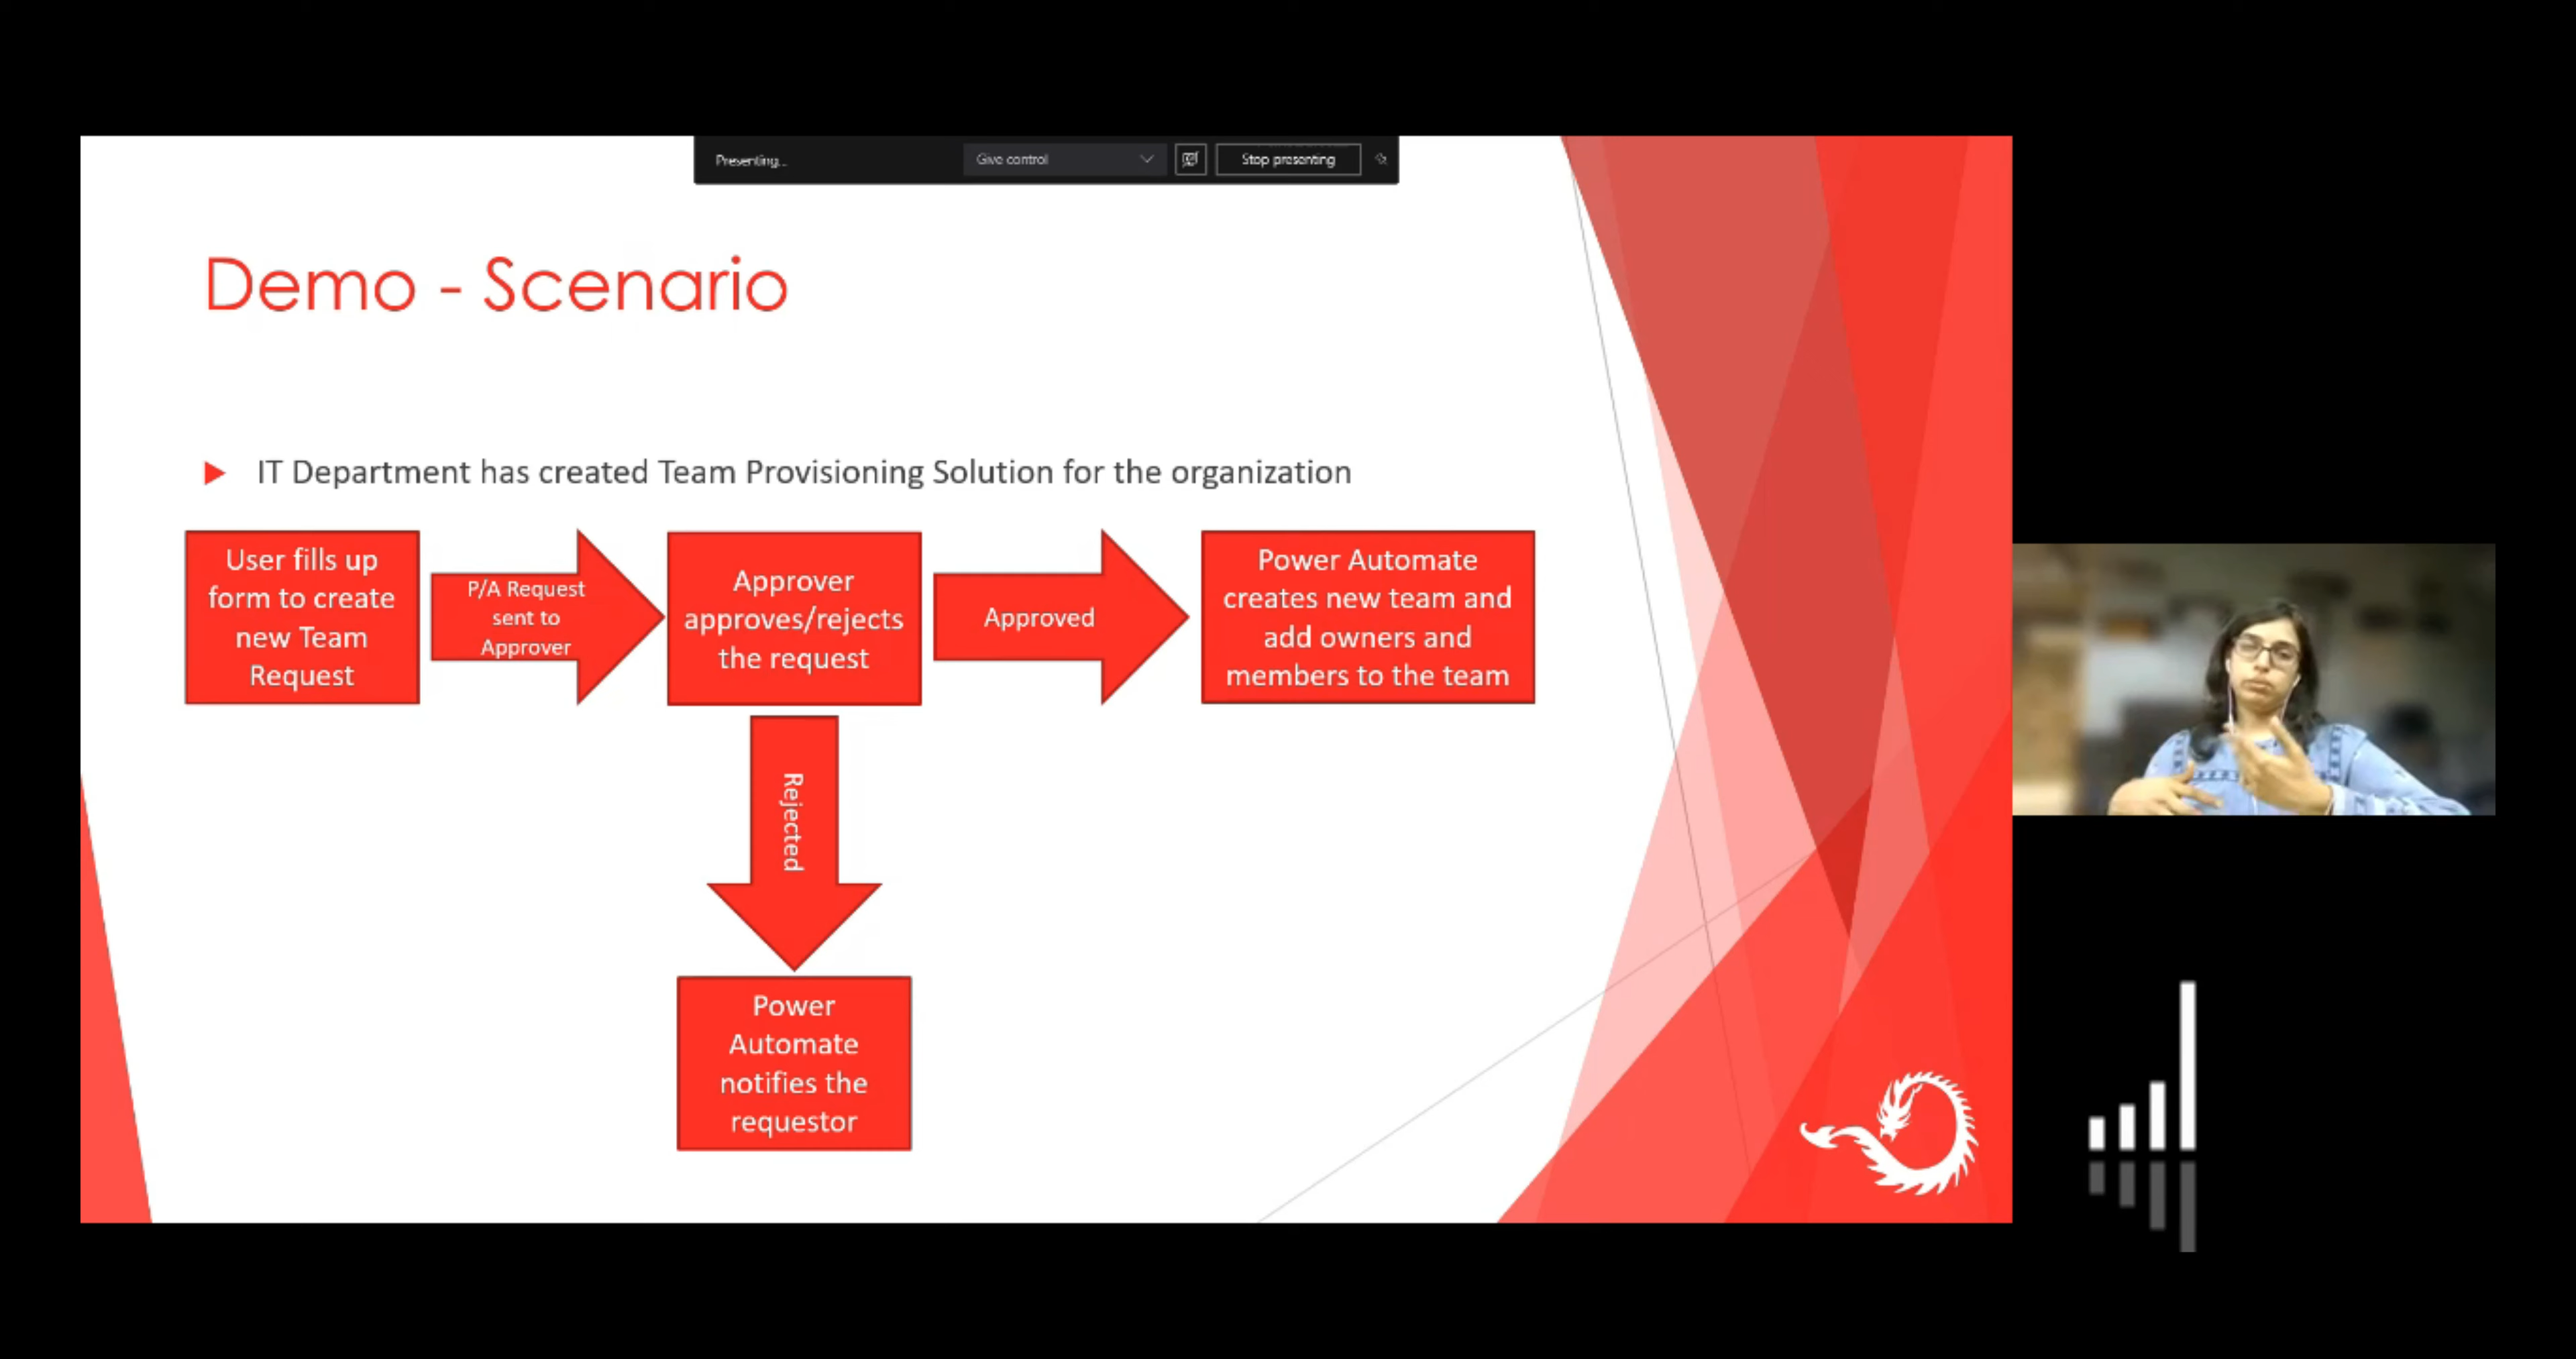 Presenting...
Give control
Stop presenting
Demo - Scenario
IT Department has created Team Provisioning Solution for the organization
User fills up
form to create
new Team
Request
P/A Request
sent to
Approver
Approver
approves/rejects
the request
Approved
Power Automate
creates new team and
add owners and
members to the team
Rejected
Power
Automate
notifies the
requestor